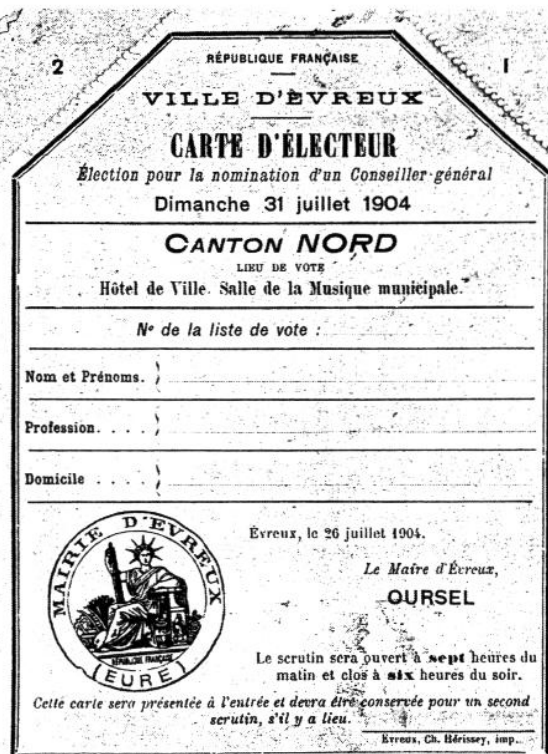 2
1
RÉPUBLIQUE FRANÇAISE
VILLE D'ÉVREUX
CARTE D'ÉLECTEUR
Élection pour la nomination d'un Conseiller-général
Dimanche 31 juillet 1904
CANTON NORD
LIEU DE VOTE
Hôtel de Ville. Salle de la Musique municipale.
Nº de la liste de vote :
Nom et Prénoms. }
Profession. . . . }
Domicile . . . . }
MAIRIE D'EVREUX
RÉPUBLIQUE FRANÇAISE
(EURE)
Évreux, le 26 juillet 1904.
Le Maire d'Évreux,
OURSEL
Le scrutin sera ouvert à sept heures du
matin et clos à six heures du soir.
Cette carte sera présentée à l'entrée et devra être conservée pour un second
scrutin, s'il y a lieu.
Évreux, Ch. Hérissey, imp.